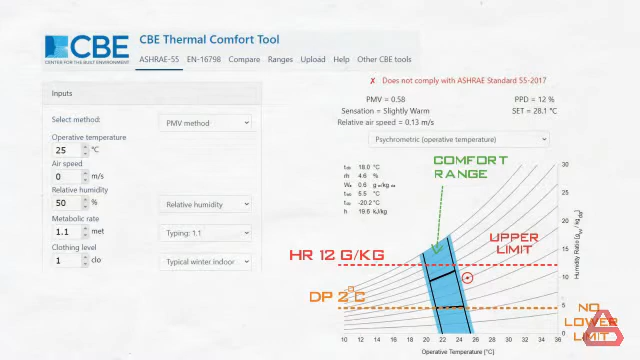 CBE
CENTER FOR THE BUILT ENVIRONMENT
CBE Thermal Comfort Tool
ASHRAE-55 EN-16798 Compare Ranges Upload Help Other CBE tools
Inputs
Select method: PMV method
Operative temperature
25 °C
Air speed
0 m/s
Relative humidity
50 % Relative humidity
Metabolic rate
1.1 met Typing: 1.1
Clothing level
1 clo Typical winter indoor
✗ Does not comply with ASHRAE Standard 55-2017
PMV = 0.58 PPD = 12 %
Sensation = Slightly Warm SET = 28.1 °C
Relative air speed = 0.13 m/s
Psychrometric (operative temperature)
18.0 °C
rh 4.6 %
0.6
5.5 °C
-20.2 °C
h 19.6 kJ/kg
COMFORT
RANGE
HR 12 G/KG
UPPER
LIMIT
DP 2°C
NO
LOWER
LIMIT
30
25
20
15
10
5
0
Humidity Ratio
10 12 14 16 18 20 22 24 26 28 30 32 34 36
Operative Temperature [°C]